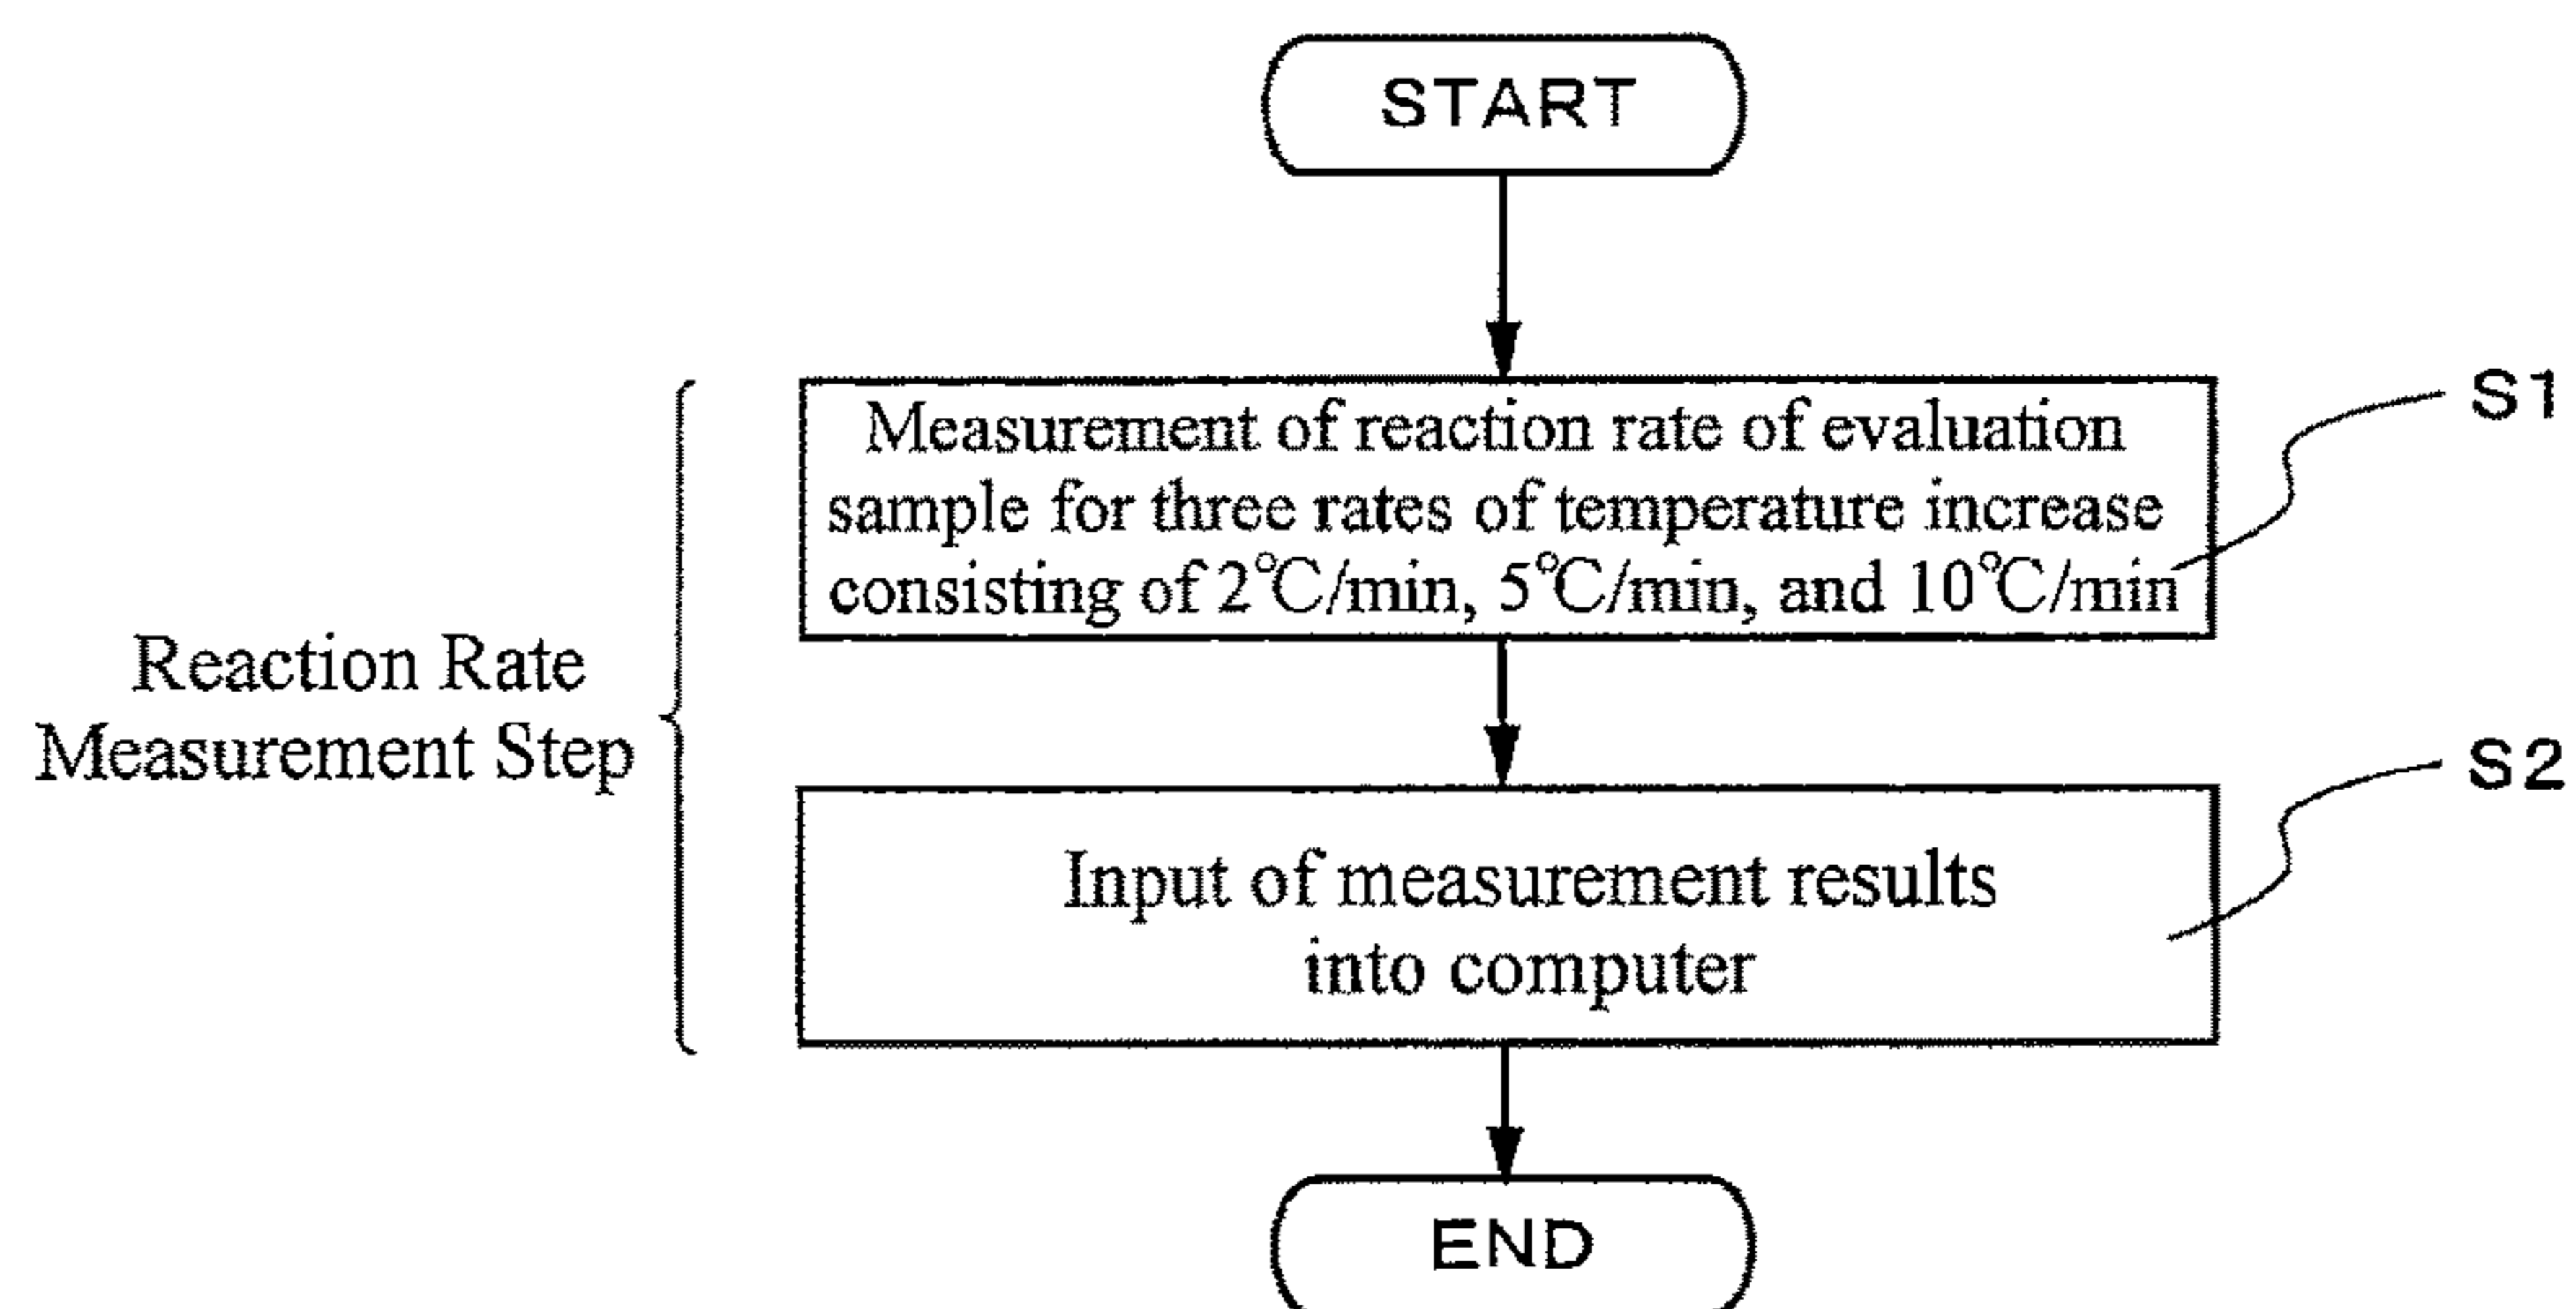 START
Measurement of reaction rate of evaluation
sample for three rates of temperature increase
consisting of 2℃/min, 5℃/min, and 10℃/min
S1
Reaction Rate
Measurement Step
Input of measurement results
into computer
S2
END